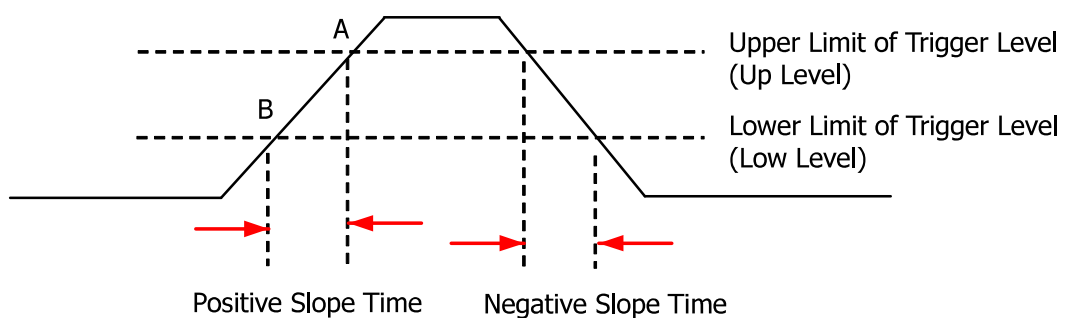 A
Upper Limit of Trigger Level
(Up Level)
B
Lower Limit of Trigger Level
(Low Level)
Positive Slope Time
Negative Slope Time